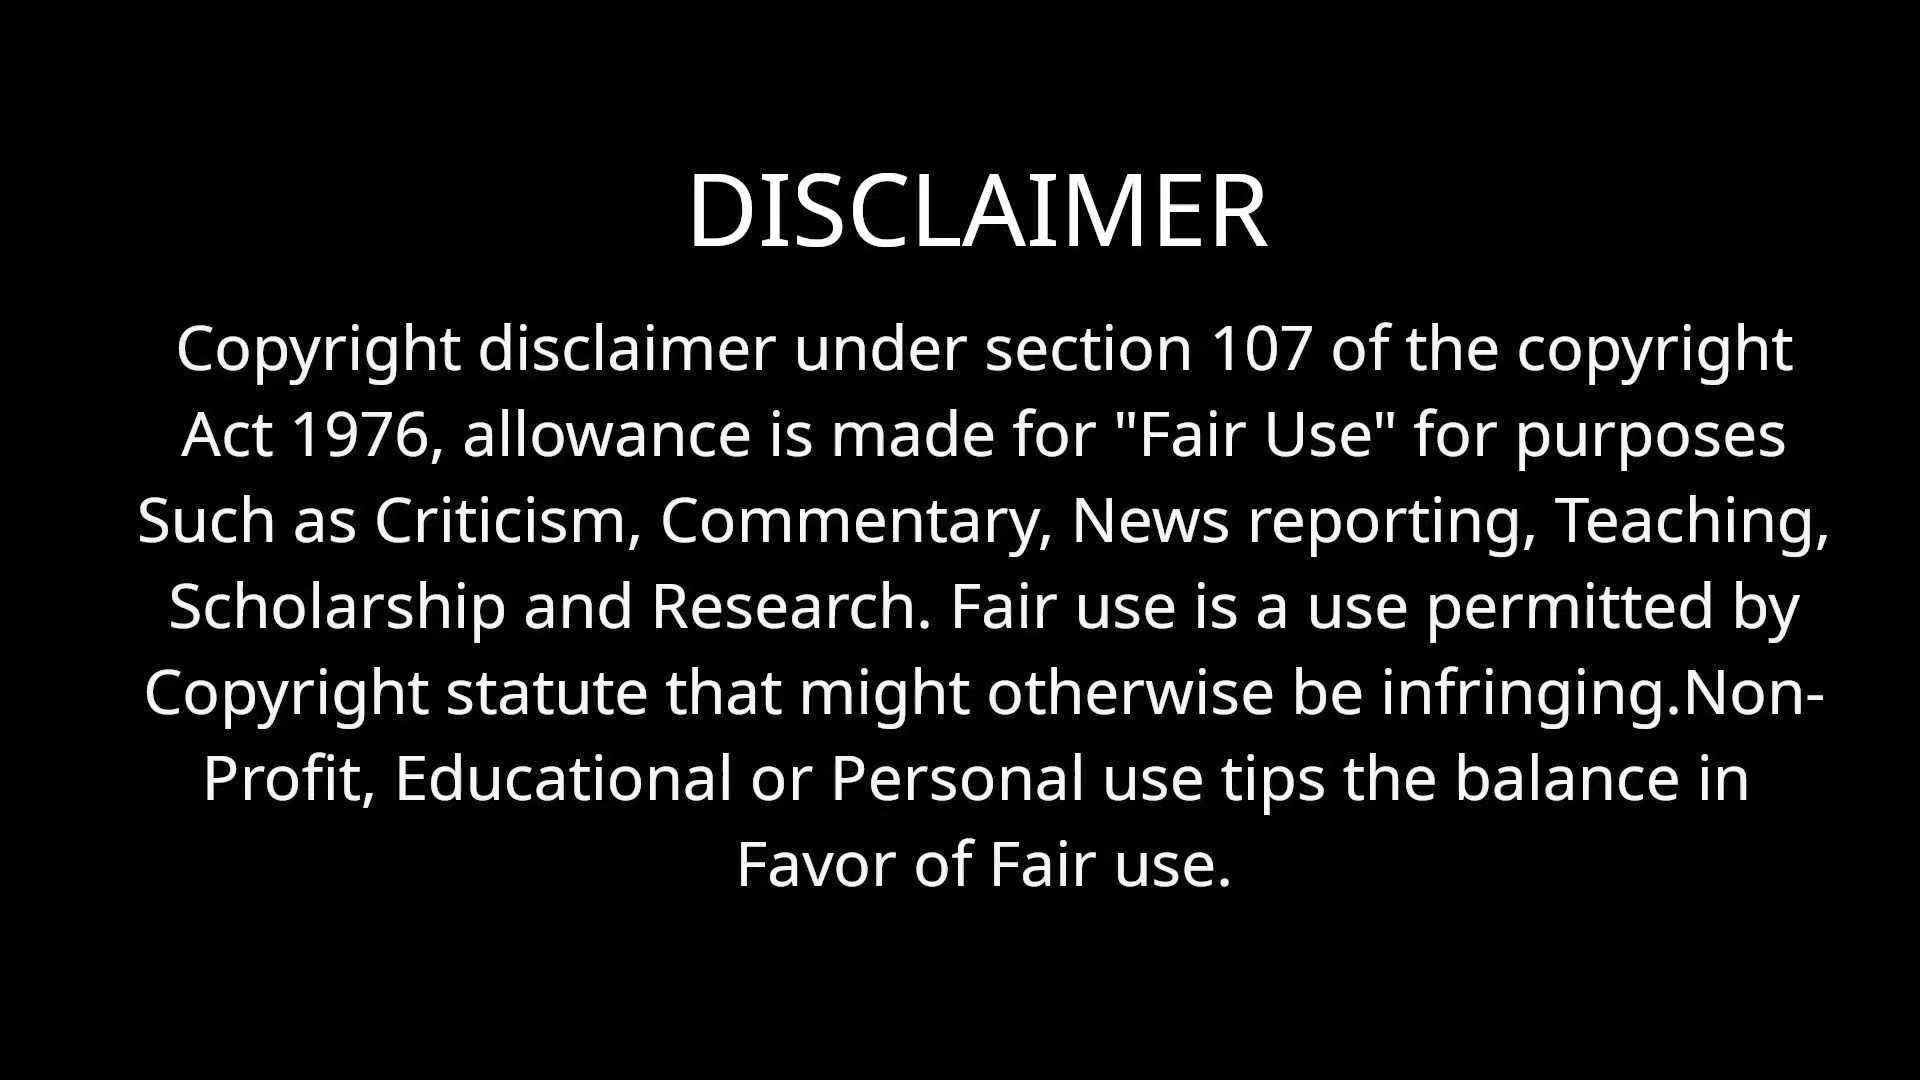 DISCLAIMER
Copyright disclaimer under section 107 of the copyright
Act 1976, allowance is made for "Fair Use" for purposes
Such as Criticism, Commentary, News reporting, Teaching,
Scholarship and Research. Fair use is a use permitted by
Copyright statute that might otherwise be infringing.Non-
Profit, Educational or Personal use tips the balance in
Favor of Fair use.